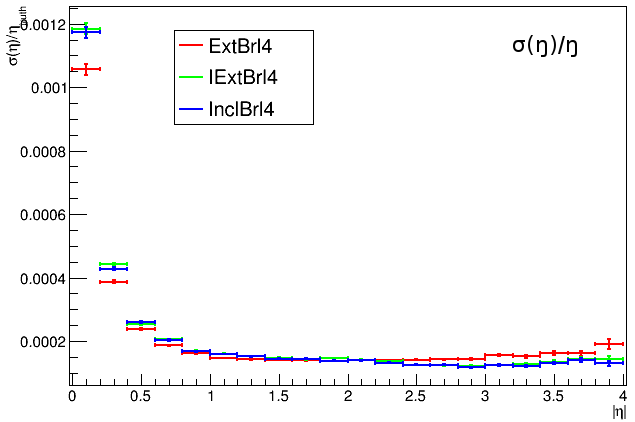 σ(η)/η_truth
0.0012
0.001
0.0008
0.0006
0.0004
0.0002
ExtBrl4
IExtBrl4
InclBrl4
σ(ŋ)/ŋ
0 0.5 1 1.5 2 2.5 3 3.5 4
|η|